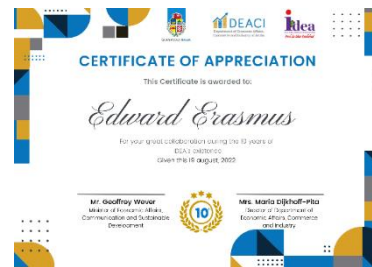 DEACI
idea
CERTIFICATE OF APPRECIATION
This Certificate is awarded to:
Edward Erasmus
For your great collaboration during the 10 years of
IDEA's existence
Given this 19 august, 2022
Mr. Geoffrey Wever
Minister of Economic Affairs,
Communication and Sustainable
Development
10
Mrs. Maria Dijkhoff-Pita
Director of Department of
Economic Affairs, Commerce
and Industry